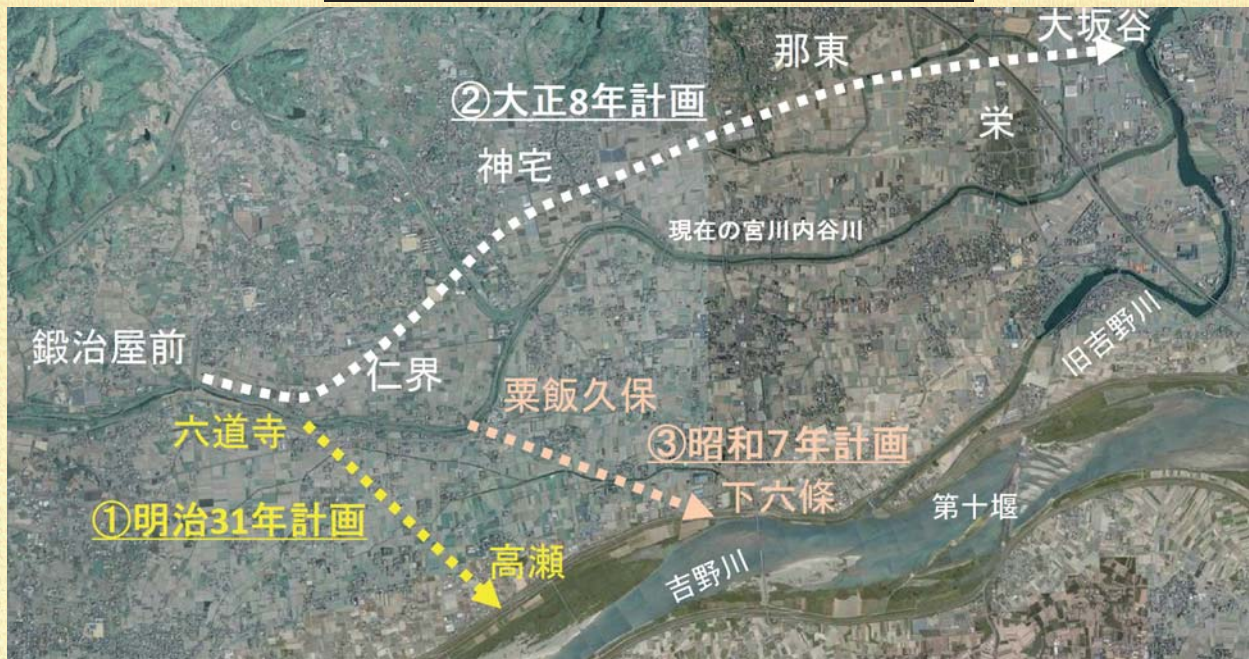 大坂谷
那東
②大正8年計画
栄
神宅
現在の宮川内谷川
鍛治屋前
仁界
旧吉野川
粟飯久保
六道寺
③昭和7年計画
下六條
第十堰
①明治31年計画
高瀬
吉野川